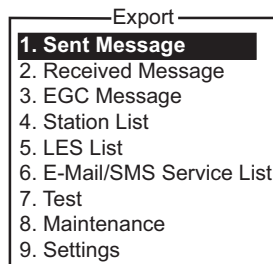 Export
1. Sent Message
2. Received Message
3. EGC Message
4. Station List
5. LES List
6. E-Mail/SMS Service List
7. Test
8. Maintenance
9. Settings